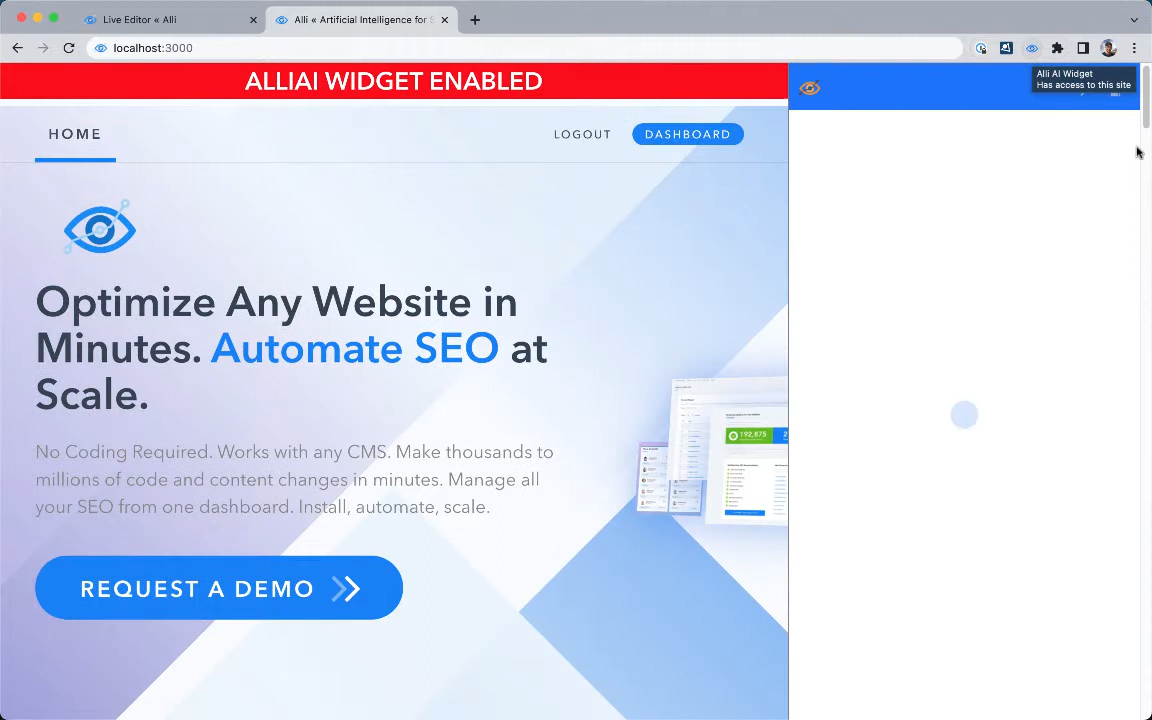 Live Editor « Alli
Alli « Artificial Intelligence for S
localhost:3000
ALLIAI WIDGET ENABLED
Alli AI Widget
Has access to this site
HOME
LOGOUT
DASHBOARD
Optimize Any Website in
Minutes. Automate SEO at
Scale.
No Coding Required. Works with any CMS. Make thousands to
millions of code and content changes in minutes. Manage all
your SEO from one dashboard. Install, automate, scale.
192,875
REQUEST A DEMO